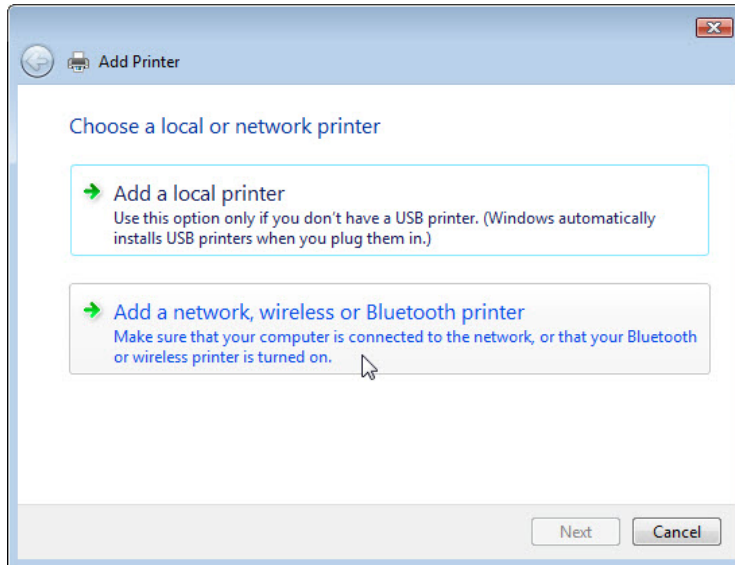 Add Printer
Choose a local or network printer
Add a local printer
Use this option only if you don't have a USB printer. (Windows automatically
installs USB printers when you plug them in.)
Add a network, wireless or Bluetooth printer
Make sure that your computer is connected to the network, or that your Bluetooth
or wireless printer is turned on.
Next
Cancel